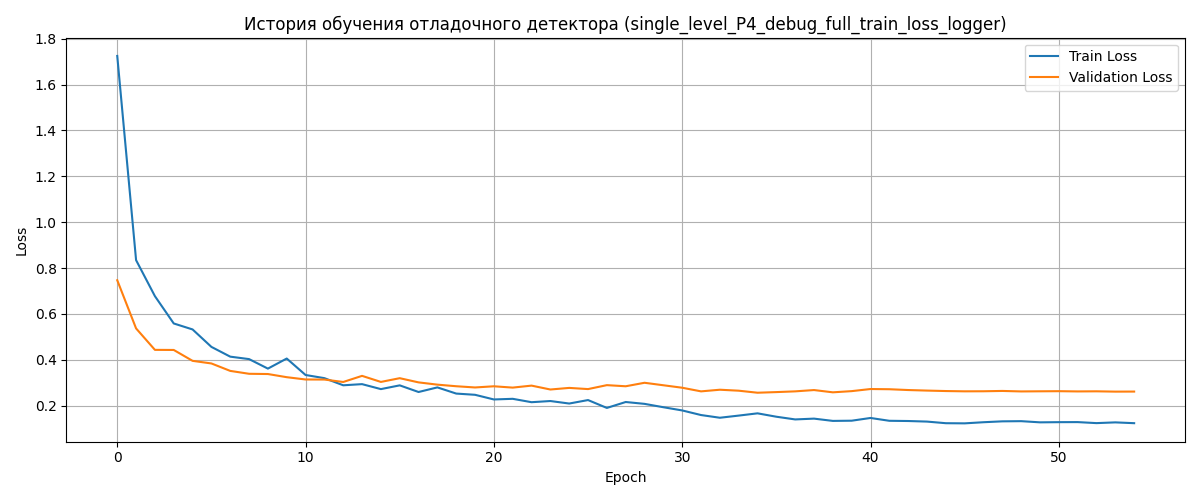 История обучения отладочного детектора (single_level_P4_debug_full_train_loss_logger)
Train Loss
Validation Loss
Loss
1.8
1.6
1.4
1.2
1.0
0.8
0.6
0.4
0.2
0 10 20 30 40 50
Epoch